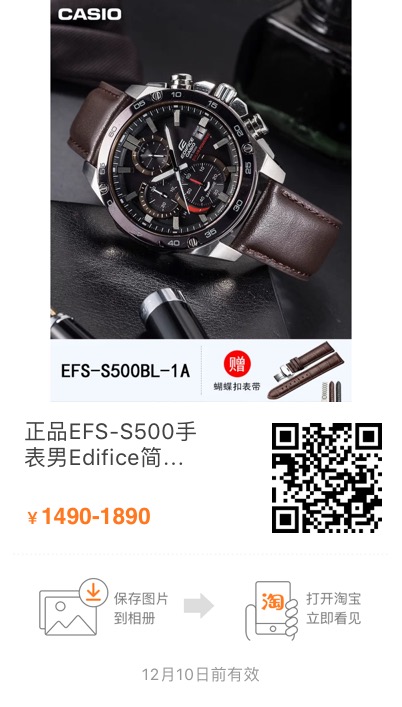 CASIO
EFS-S500BL-1A
赠
蝴蝶扣表带
正品EFS-S500手
表男Edifice简...
¥1490-1890
保存图片
到相册
淘
打开淘宝
立即看见
12月10日前有效